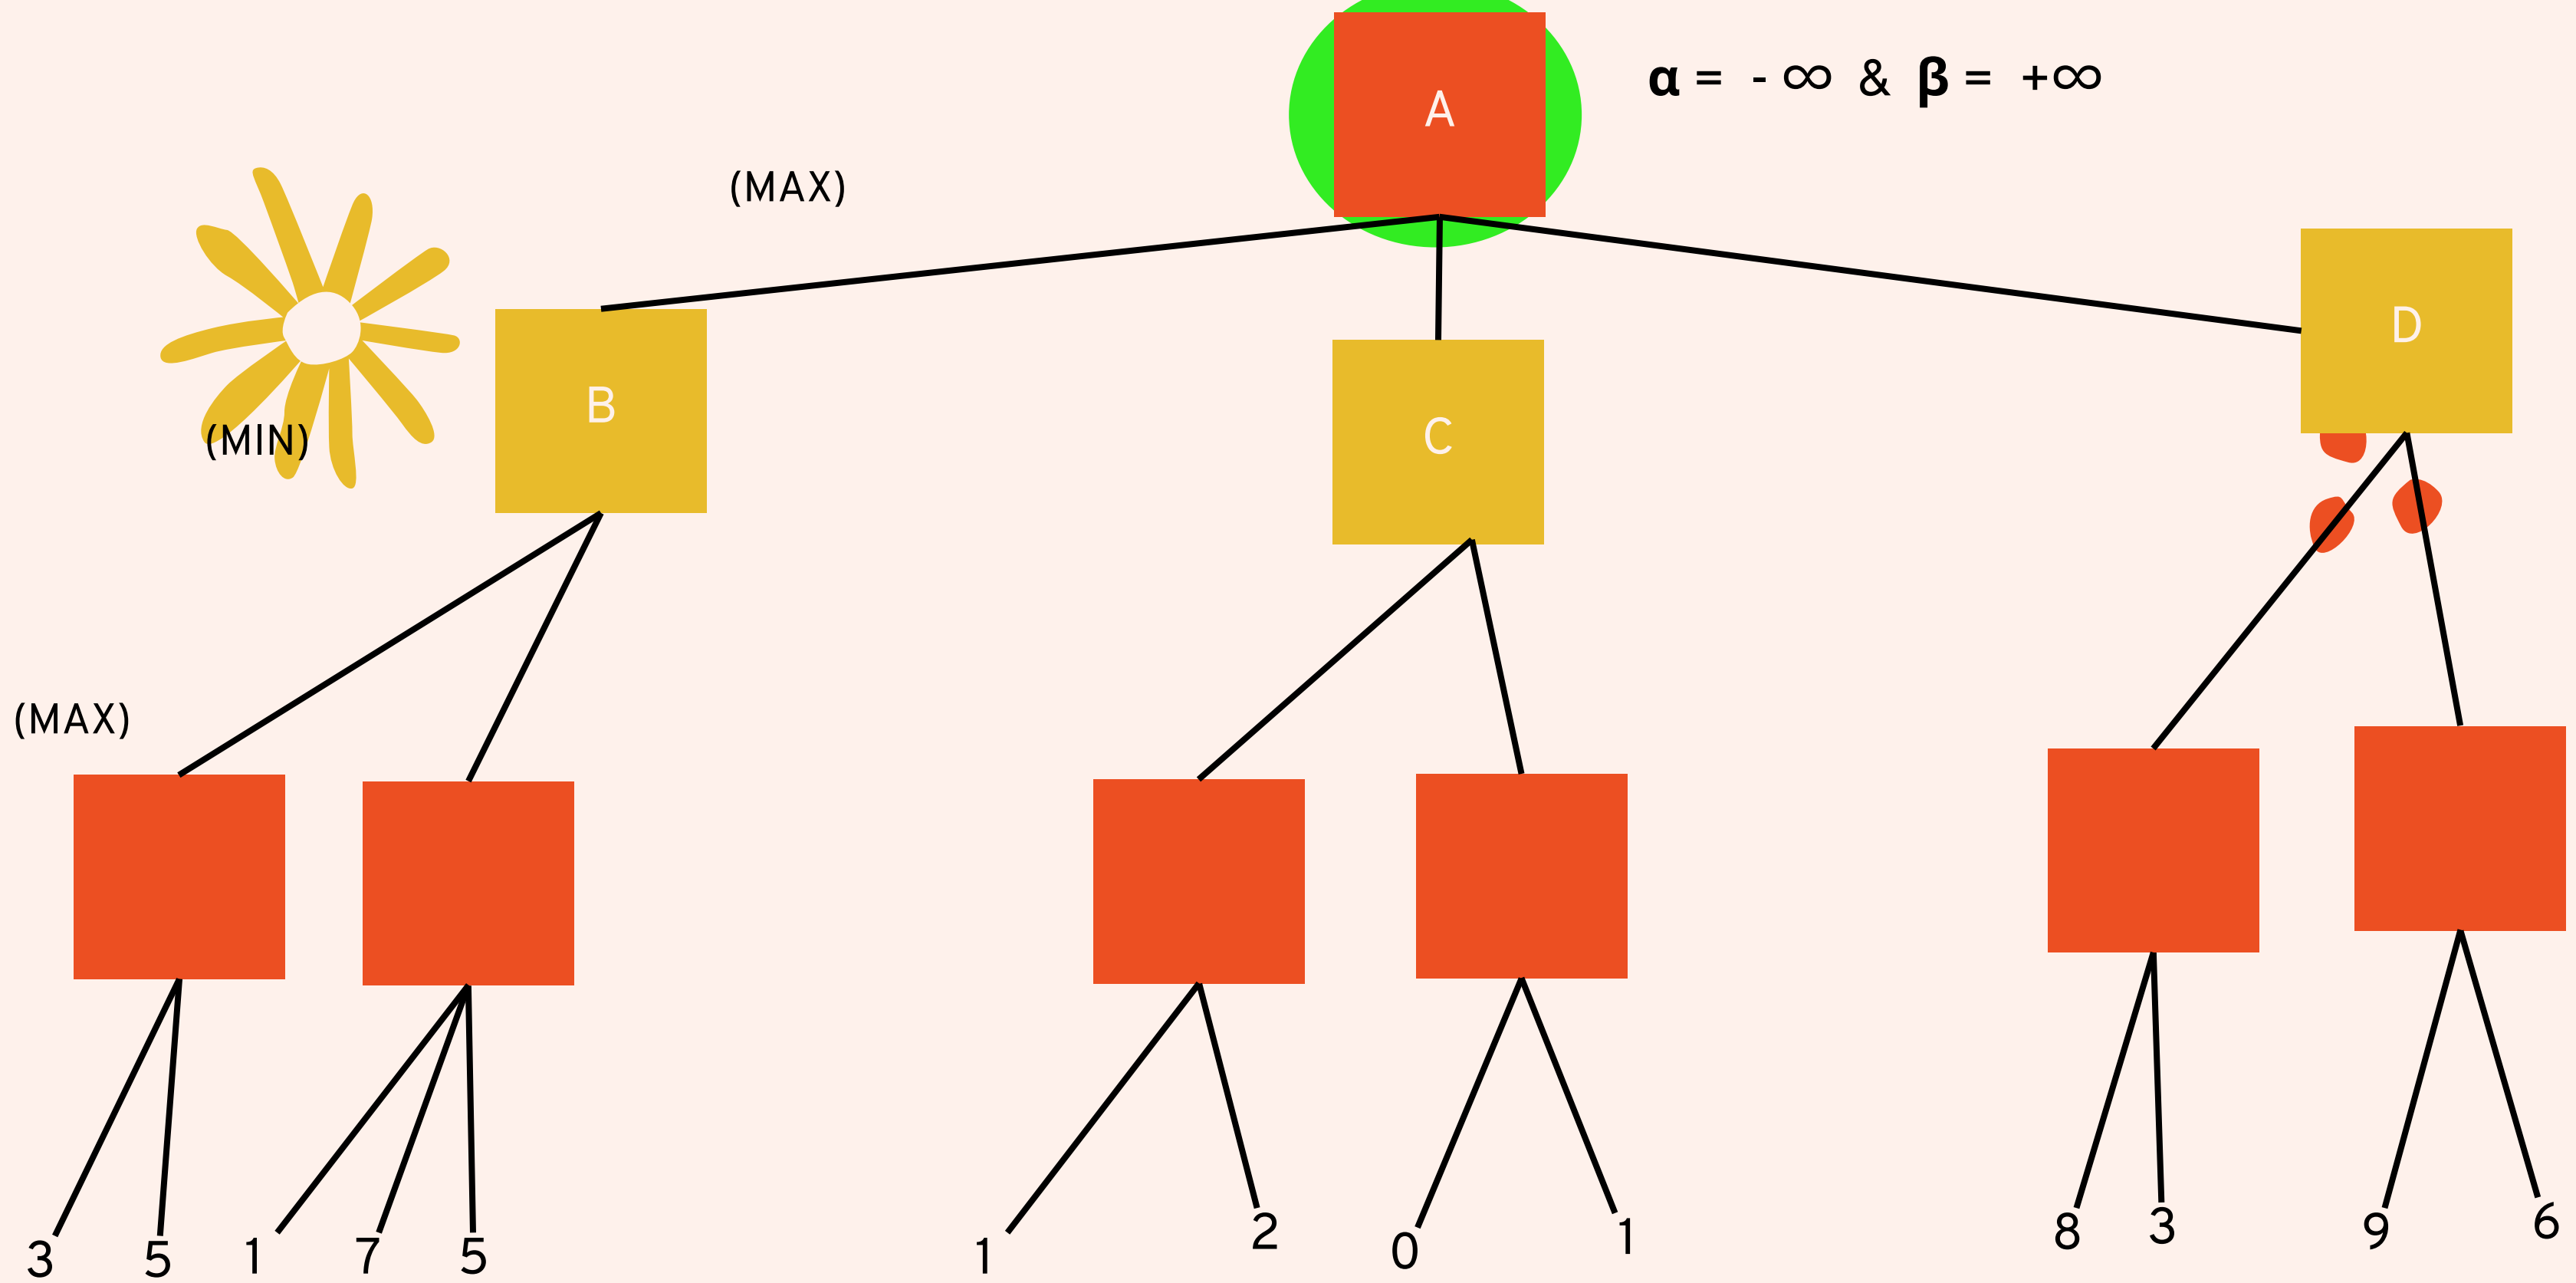 A
α = - ∞ & β = +∞
(MAX)
D
B
C
(MIN)
(MAX)
3 5 1 7 5 1 2 0 1 8 3 9 6